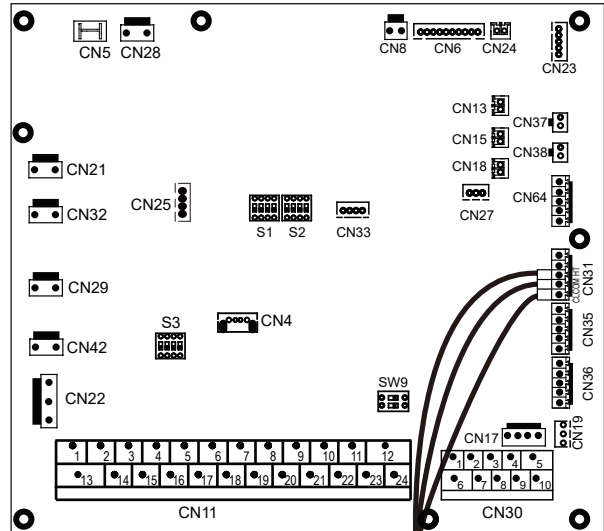 CN5
CN28
CN8
CN6
CN24
CN23
CN13
CN37
CN15
CN38
CN18
CN21
CN32
CN25
S1
S2
CN33
CN27
CN64
CN29
CN31
CLCOM HT
CN4
S3
CN42
CN35
CN22
SW9
CN36
CN17
CN19
1 2 3 4 5 6 7 8 9 10 11 12
13 14 15 16 17 18 19 20 21 22 23 24
CN11
1 2 3 4 5
6 7 8 9 10
CN30